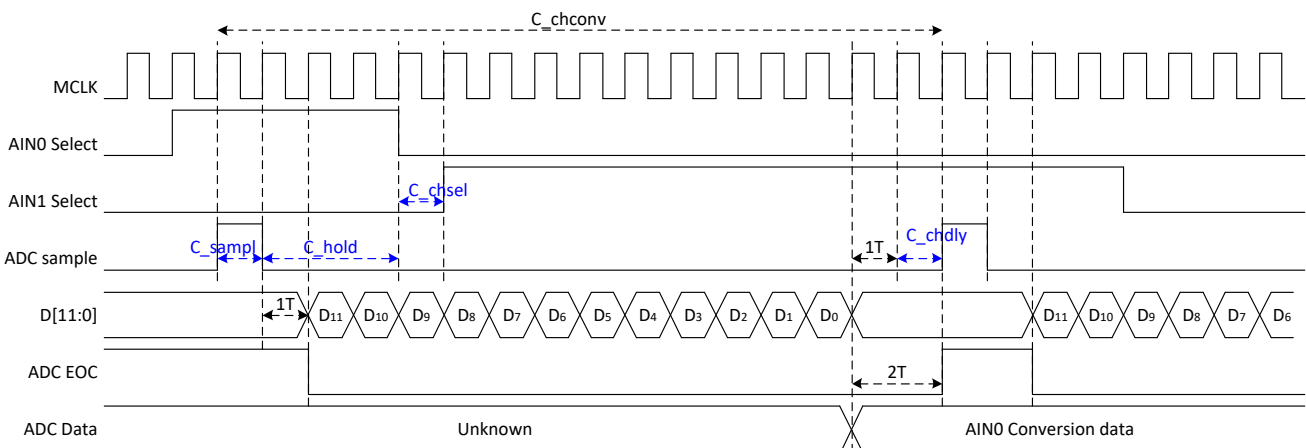 C_chconv
MCLK
AIN0 Select
AIN1 Select
C_chsel
ADC sample
C_sampl
C_hold
1T
C_chdly
D[11:0]
1T
D11 D10 D9 D8 D7 D6 D5 D4 D3 D2 D1 D0
D11 D10 D9 D8 D7 D6
ADC EOC
2T
ADC Data
Unknown
AIN0 Conversion data